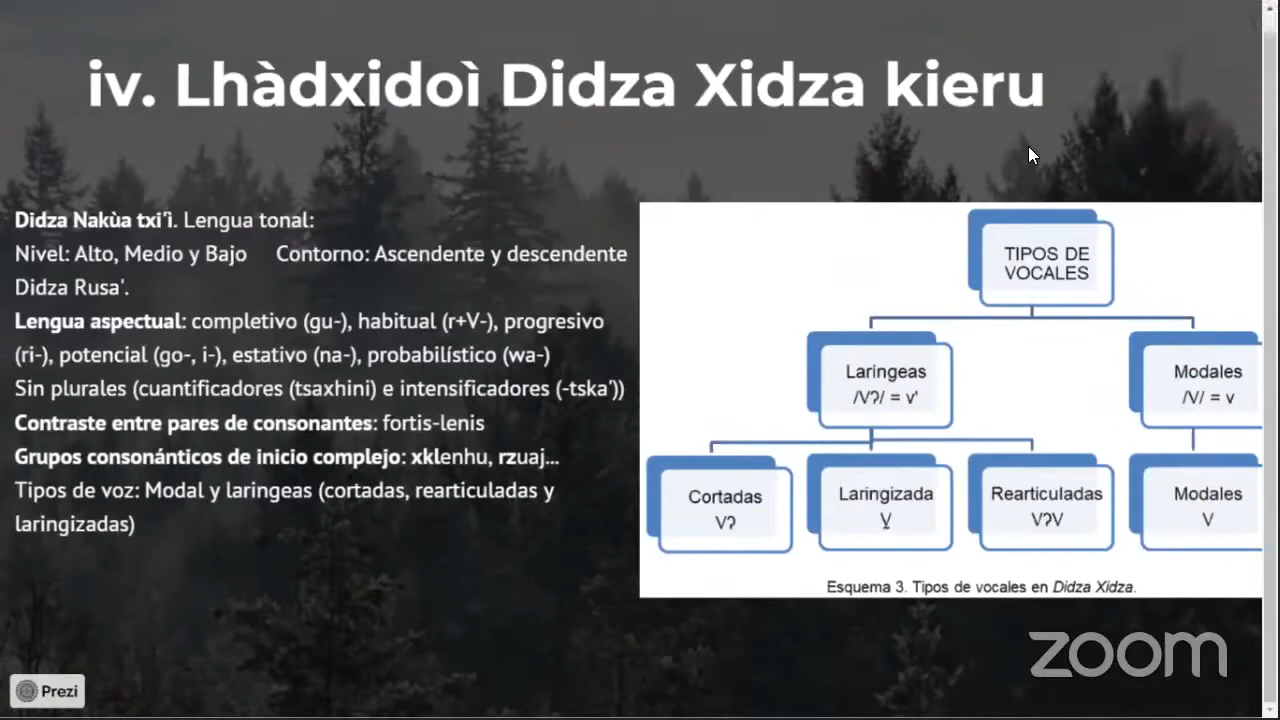 iv. Lhàdxidoì Didza Xidza kieru
Didza Nakùa txi'ì. Lengua tonal:
Nivel: Alto, Medio y Bajo Contorno: Ascendente y descendente
Didza Rusa'.
Lengua aspectual: completivo (gu-), habitual (r+V-), progresivo
(ri-), potencial (go-, i-), estativo (na-), probabilístico (wa-)
Sin plurales (cuantificadores (tsaxhini) e intensificadores (-tska'))
Contraste entre pares de consonantes: fortis-lenis
Grupos consonánticos de inicio complejo: xklenhu, rzuaj...
Tipos de voz: Modal y laringeas (cortadas, rearticuladas y
laringizadas)
TIPOS DE
VOCALES
Laringeas
/Vʔ/ = v'
Modales
/V/ = v
Cortadas
Vʔ
Laringizada
V̰
Rearticuladas
VʔV
Modales
V
Esquema 3. Tipos de vocales en Didza Xidza.
zoom
Prezi